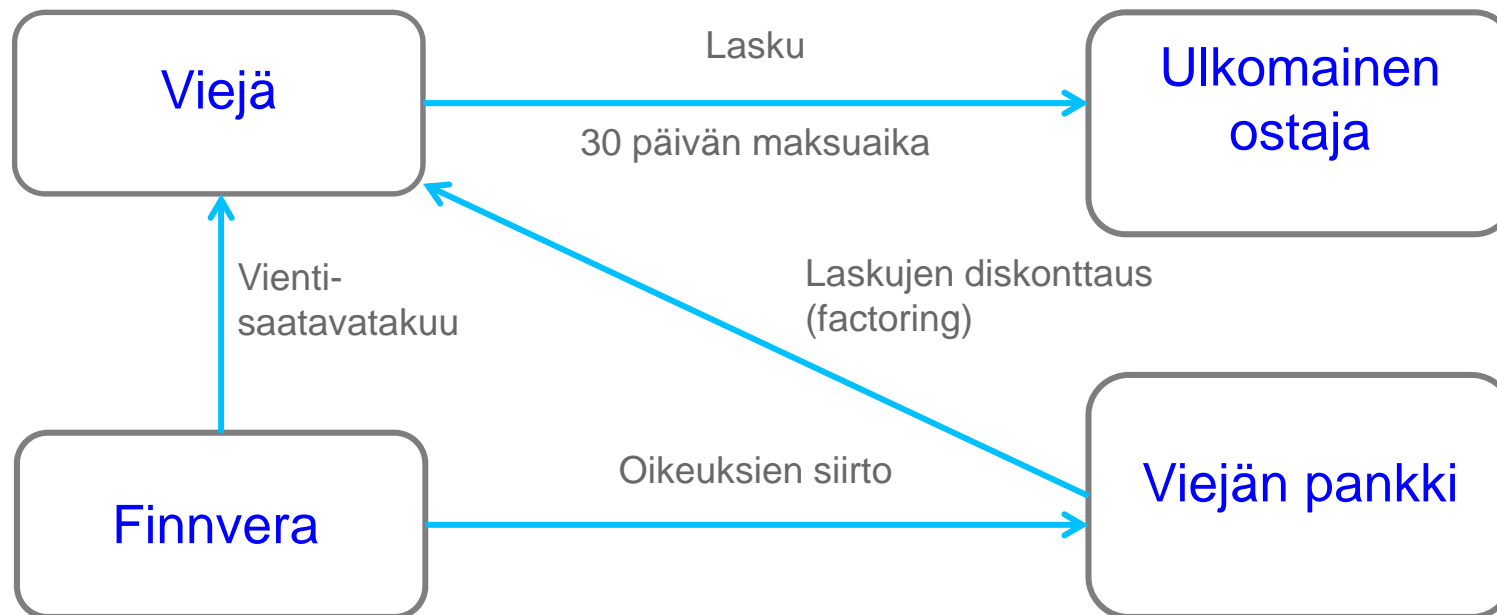 Lasku
Viejä
Ulkomainen
ostaja
30 päivän maksuaika
Vienti-
saatavatakuu
Laskujen diskonttaus
(factoring)
Oikeuksien siirto
Viejän pankki
Finnvera